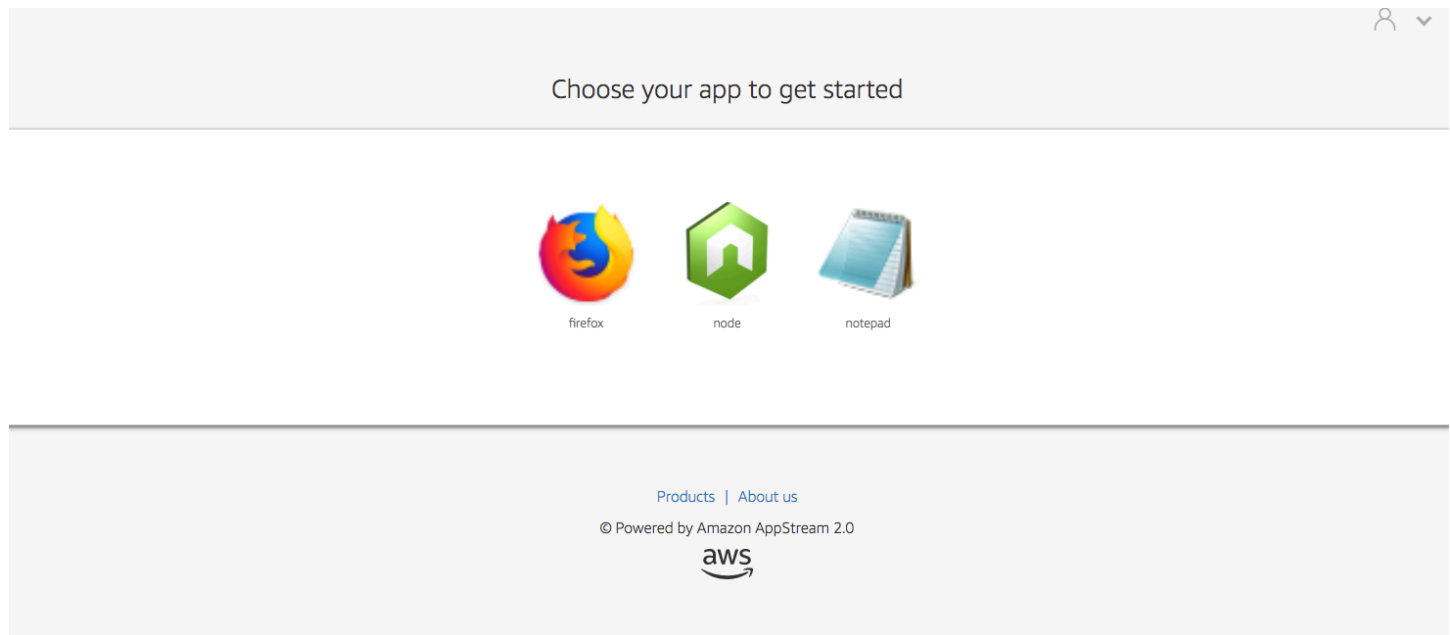 Choose your app to get started
firefox node notepad
Products | About us
© Powered by Amazon AppStream 2.0
aws